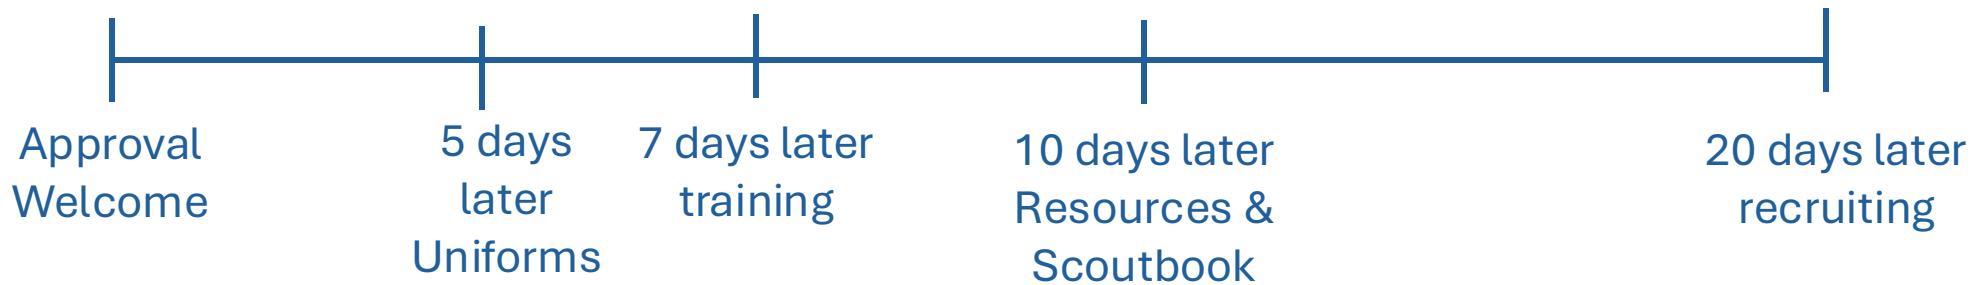 Approval
Welcome
5 days
later
Uniforms
7 days later
training
10 days later
Resources &
Scoutbook
20 days later
recruiting